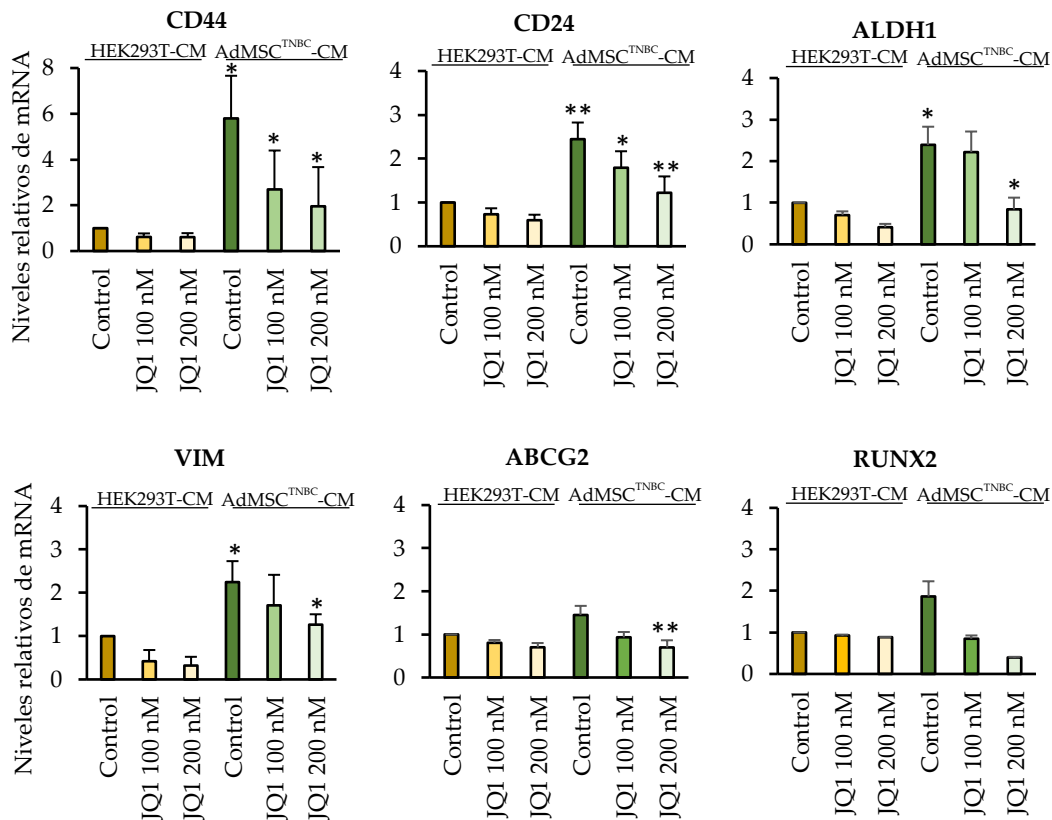 CD44
HEK293T-CM AdMSC^TNBC-CM
Niveles relativos de mRNA
8
6
4
2
0
* * *
Control
JQ1 100 nM
JQ1 200 nM
Control
JQ1 100 nM
JQ1 200 nM
CD24
HEK293T-CM AdMSC^TNBC-CM
4
3
2
1
0
** * **
Control
JQ1 100 nM
JQ1 200 nM
Control
JQ1 100 nM
JQ1 200 nM
ALDH1
HEK293T-CM AdMSC^TNBC-CM
4
3
2
1
0
* *
Control
JQ1 100 nM
JQ1 200 nM
Control
JQ1 100 nM
JQ1 200 nM
VIM
HEK293T-CM AdMSC^TNBC-CM
Niveles relativos de mRNA
4
3
2
1
0
* *
Control
JQ1 100 nM
JQ1 200 nM
Control
JQ1 100 nM
JQ1 200 nM
ABCG2
HEK293T-CM AdMSC^TNBC-CM
4
3
2
1
0
**
Control
JQ1 100 nM
JQ1 200 nM
Control
JQ1 100 nM
JQ1 200 nM
RUNX2
HEK293T-CM AdMSC^TNBC-CM
4
3
2
1
0
Control
JQ1 100 nM
JQ1 200 nM
Control
JQ1 100 nM
JQ1 200 nM